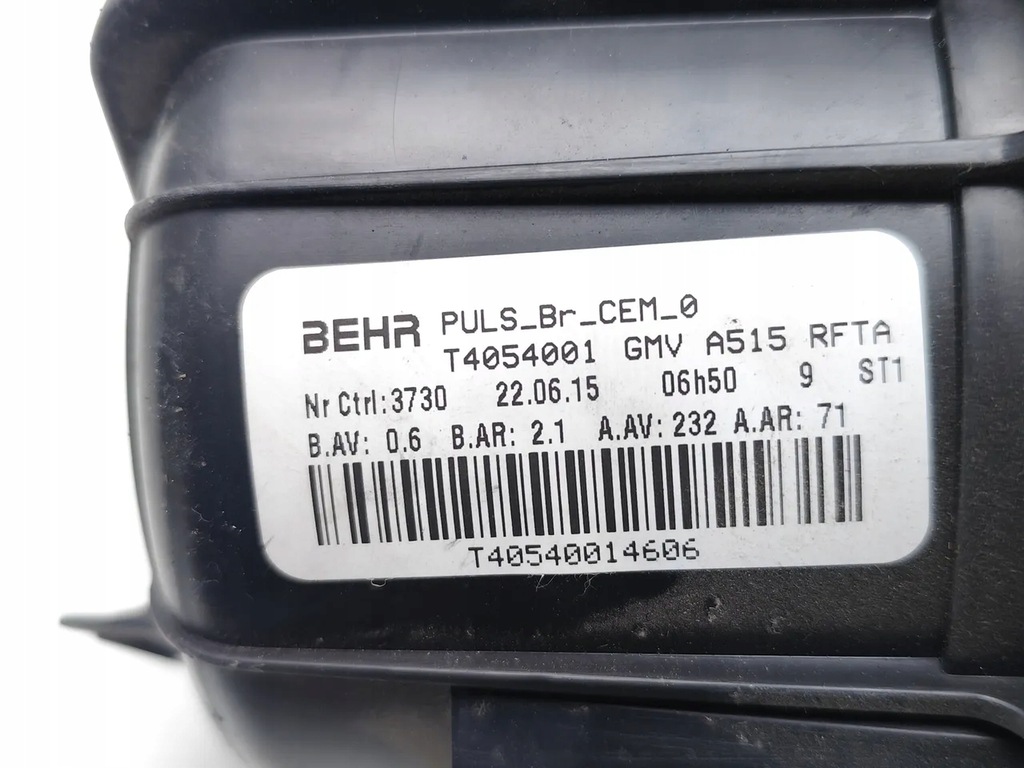 BEHR PULS_Br_CEM_0
T4054001 GMV A515 RFTA
Nr Ctrl:3730 22.06.15 06h50 9 ST1
B.AV: 0.6 B.AR: 2.1 A.AV: 232 A.AR: 71
T40540014606